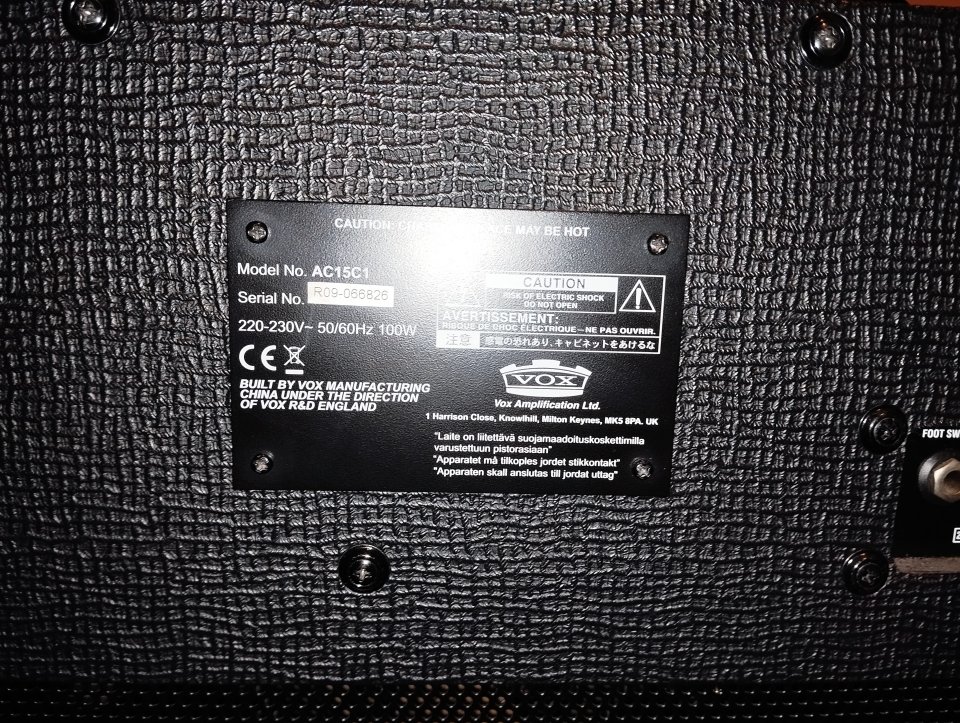 CAUTION: MAY BE HOT
Model No. AC15C1
Serial No. R09-066826
220-230V~ 50/60Hz 100W
CE
BUILT BY VOX MANUFACTURING
CHINA UNDER THE DIRECTION
OF VOX R&D ENGLAND
CAUTION
RISK OF ELECTRIC SHOCK
DO NOT OPEN
AVERTISSEMENT:
RISQUE DE CHOC ÉLECTRIQUE—NE PAS OUVRIR.
注意 感電の恐れあり、キャビネットをあけるな
VOX
Vox Amplification Ltd.
1 Harrison Close, Knowlhill, Milton Keynes, MK5 8PA. UK
"Laite on liitettävä suojamaadoituskoskettimilla
varustettuun pistorasiaan"
"Apparatet må tilkoples jordet stikkontakt"
"Apparaten skall anslutas till jordat uttag"
FOOT SW